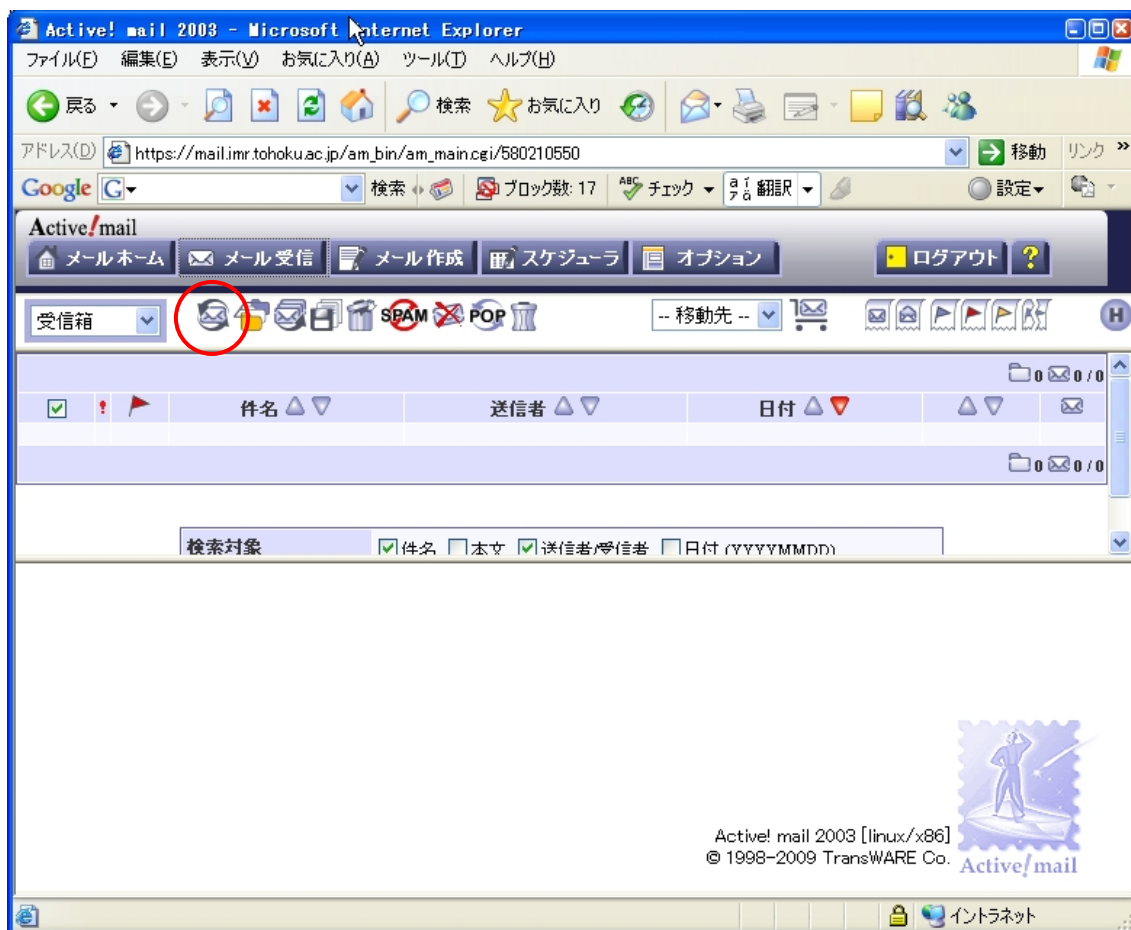 Active! mail 2003 - Microsoft Internet Explorer
ファイル(F) 編集(E) 表示(V) お気に入り(A) ツール(T) ヘルプ(H)
戻る 検索 お気に入り
アドレス(D) https://mail.imr.tohoku.ac.jp/am_bin/am_main.cgi/580210550 移動 リンク »
Google G 検索 ブロック数: 17 ABC チェック 翻訳 設定
Active!mail
メールホーム メール受信 メール作成 スケジューラ オプション ログアウト ?
受信箱 SPAM POP -- 移動先 -- H
0 0 / 0
! 件名 送信者 日付
0 0 / 0
検索対象 件名 本文 送信者/受信者 日付 (YYYYMMDD)
Active! mail 2003 [linux/x86]
© 1998-2009 TransWARE Co.
Active!mail
イントラネット